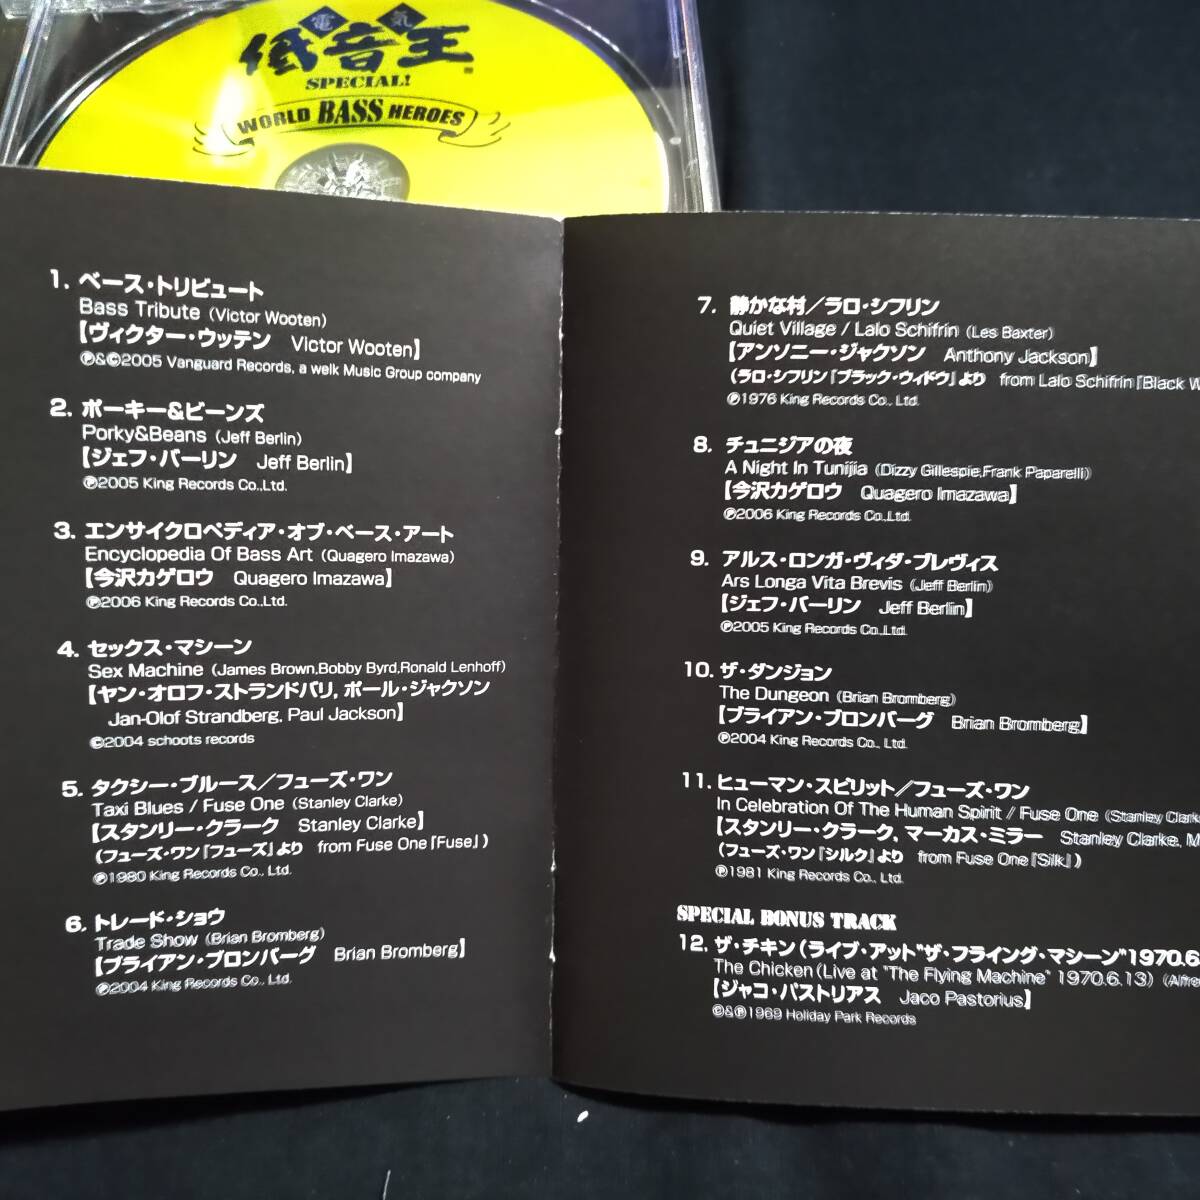 電気
低音王
SPECIAL!
WORLD BASS HEROES
1. ベース・トリビュート
Bass Tribute (Victor Wooten)
【ヴィクター・ウッテン Victor Wooten】
Ⓟ&©2005 Vanguard Records, a welk Music Group company
2. ポーキー&ビーンズ
Porky&Beans (Jeff Berlin)
【ジェフ・バーリン Jeff Berlin】
Ⓟ2005 King Records Co.,Ltd.
3. エンサイクロペディア・オブ・ベース・アート
Encyclopedia Of Bass Art (Quagero Imazawa)
【今沢カゲロウ Quagero Imazawa】
Ⓟ2006 King Records Co.,Ltd.
4. セックス・マシーン
Sex Machine (James Brown,Bobby Byrd,Ronald Lenhoff)
【ヤン・オロフ・ストランドバリ, ポール・ジャクソン
Jan-Olof Strandberg, Paul Jackson】
©2004 schoots records
5. タクシー・ブルース/フューズ・ワン
Taxi Blues / Fuse One (Stanley Clarke)
【スタンリー・クラーク Stanley Clarke】
(フューズ・ワン『フューズ』より from Fuse One『Fuse』)
Ⓟ1980 King Records Co., Ltd.
6. トレード・ショウ
Trade Show (Brian Bromberg)
【ブライアン・ブロンバーグ Brian Bromberg】
Ⓟ2004 King Records Co., Ltd.
7. 静かな村/ラロ・シフリン
Quiet Village / Lalo Schifrin (Les Baxter)
【アンソニー・ジャクソン Anthony Jackson】
(ラロ・シフリン『ブラック・ウィドウ』より from Lalo Schifrin『Black W
Ⓟ1976 King Records Co., Ltd.
8. チュニジアの夜
A Night In Tunijia (Dizzy Gillespie,Frank Paparelli)
【今沢カゲロウ Quagero Imazawa】
Ⓟ2006 King Records Co.,Ltd.
9. アルス・ロンガ・ヴィダ・ブレヴィス
Ars Longa Vita Brevis (Jeff Berlin)
【ジェフ・バーリン Jeff Berlin】
Ⓟ2005 King Records Co.,Ltd.
10. ザ・ダンジョン
The Dungeon (Brian Bromberg)
【ブライアン・ブロンバーグ Brian Bromberg】
Ⓟ2004 King Records Co., Ltd.
11. ヒューマン・スピリット/フューズ・ワン
In Celebration Of The Human Spirit / Fuse One (Stanley Clark
【スタンリー・クラーク, マーカス・ミラー Stanley Clarke, M
(フューズ・ワン『シルク』より from Fuse One『Silk』)
Ⓟ1981 King Records Co., Ltd.
SPECIAL BONUS TRACK
12. ザ・チキン(ライブ・アット"ザ・フライング・マシーン"1970.6
The Chicken(Live at "The Flying Machine" 1970.6.13) (Alfre
【ジャコ・パストリアス Jaco Pastorius】
©&Ⓟ1969 Holiday Park Records